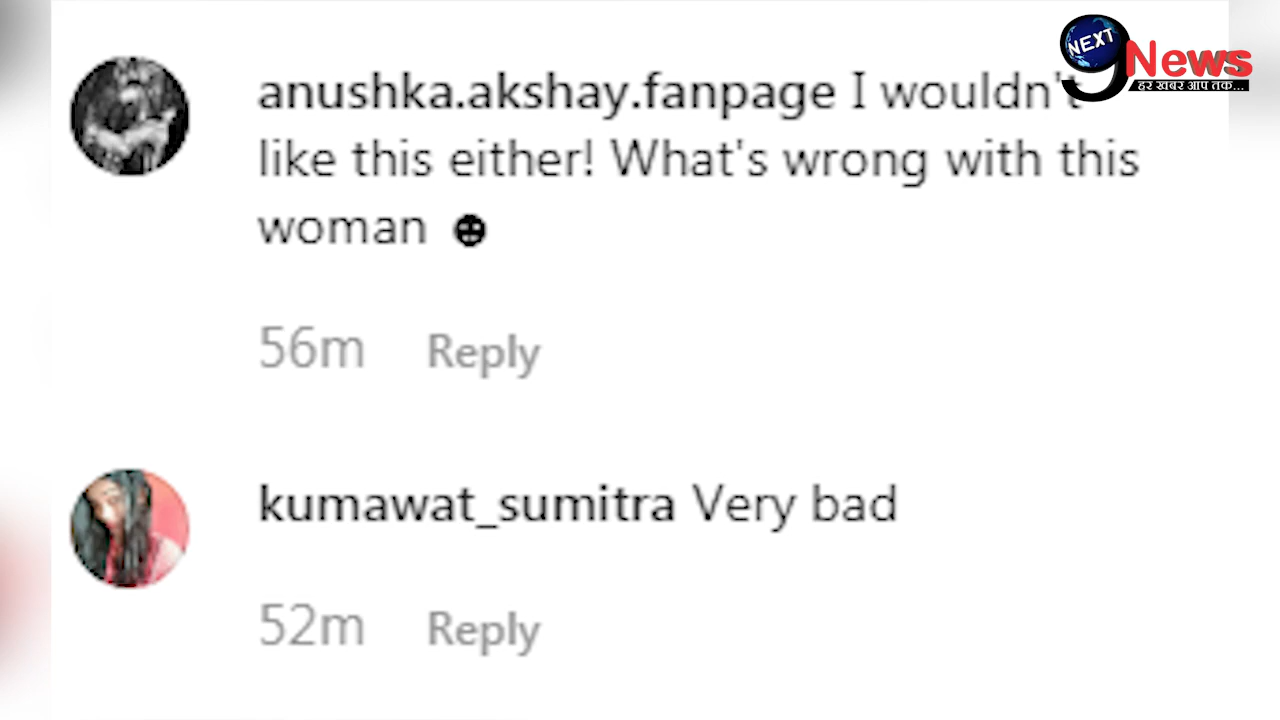 NEXT
9 News
हर खबर आप तक...
anushka.akshay.fanpage I wouldn't
like this either! What's wrong with this
woman
56m Reply
kumawat_sumitra Very bad
52m Reply